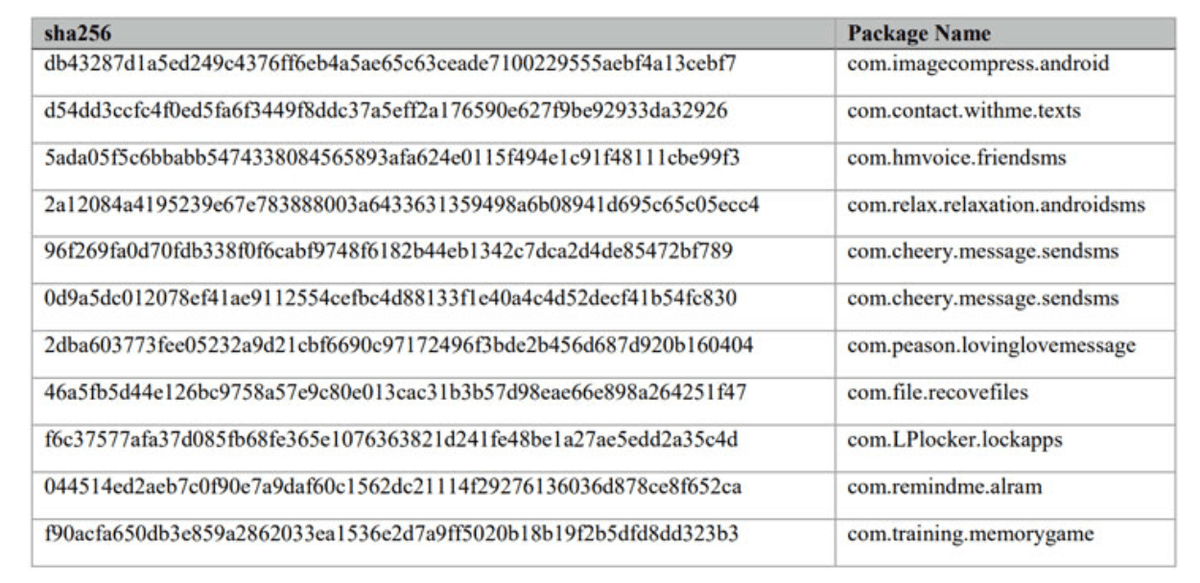 sha256 Package Name
db43287d1a5ed249c4376ff6eb4a5ae65c63ceade7100229555aebf4a13cebf7 com.imagecompress.android
d54dd3ccfc4f0ed5fa6f3449f8ddc37a5eff2a176590e627f9be92933da32926 com.contact.withme.texts
5ada05f5c6bbabb5474338084565893afa624e0115f494e1c91f48111cbe99f3 com.hmvoice.friendsms
2a12084a4195239e67e783888003a6433631359498a6b08941d695c65c05ecc4 com.relax.relaxation.androidsms
96f269fa0d70fdb338f0f6cabf9748f6182b44eb1342c7dca2d4de85472bf789 com.cheery.message.sendsms
0d9a5dc012078ef41ae9112554cefbc4d88133f1e40a4c4d52decf41b54fc830 com.cheery.message.sendsms
2dba603773fee05232a9d21cbf6690c97172496f3bde2b456d687d920b160404 com.peason.lovinglovemessage
46a5fb5d44e126bc9758a57e9c80e013cac31b3b57d98eae66e898a264251f47 com.file.recovefiles
f6c37577afa37d085fb68fe365e1076363821d241fe48be1a27ae5edd2a35c4d com.LPlocker.lockapps
044514ed2aeb7c0f90e7a9daf60c1562dc21114f29276136036d878ce8f652ca com.remindme.alram
f90acfa650db3e859a2862033ea1536e2d7a9ff5020b18b19f2b5dfd8dd323b3 com.training.memorygame